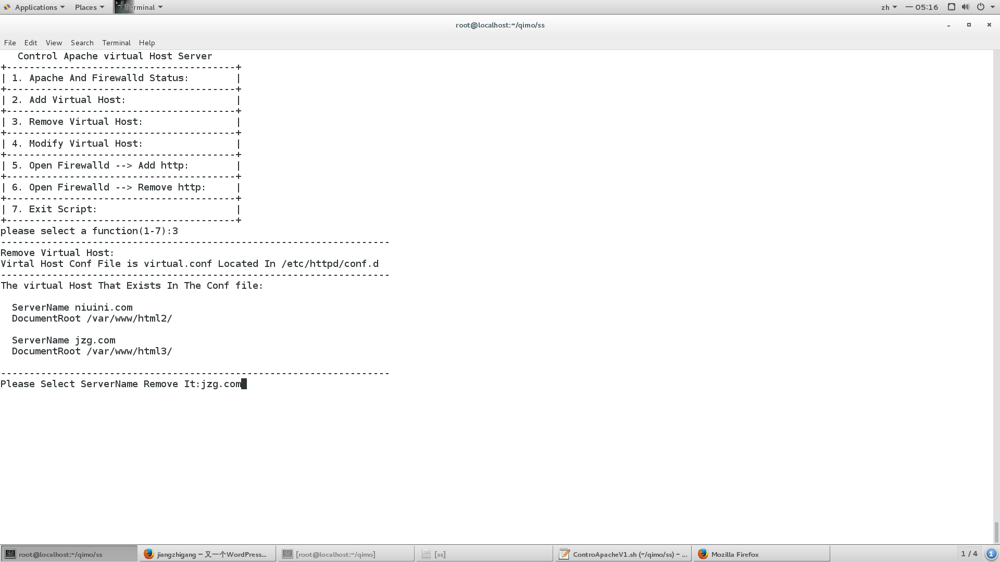 Applications Places Terminal zh 一 05:16
root@localhost:~/qimo/ss
File Edit View Search Terminal Help
Control Apache virtual Host Server
+----------------------------------------+
| 1. Apache And Firewalld Status: |
+----------------------------------------+
| 2. Add Virtual Host: |
+----------------------------------------+
| 3. Remove Virtual Host: |
+----------------------------------------+
| 4. Modify Virtual Host: |
+----------------------------------------+
| 5. Open Firewalld --> Add http: |
+----------------------------------------+
| 6. Open Firewalld --> Remove http: |
+----------------------------------------+
| 7. Exit Script: |
+----------------------------------------+
please select a function(1-7):3
--------------------------------------------------------------------
Remove Virtual Host:
Virtal Host Conf File is virtual.conf Located In /etc/httpd/conf.d
--------------------------------------------------------------------
The virtual Host That Exists In The Conf file:
ServerName niuini.com
DocumentRoot /var/www/html2/
ServerName jzg.com
DocumentRoot /var/www/html3/
--------------------------------------------------------------------
Please Select ServerName Remove It:jzg.com
root@localhost:~/qimo/ss jiangzhigang – 又一个WordPress... [root@localhost:~/qimo] [ss] ControApacheV1.sh (~/qimo/ss) – ... Mozilla Firefox 1 / 4 1